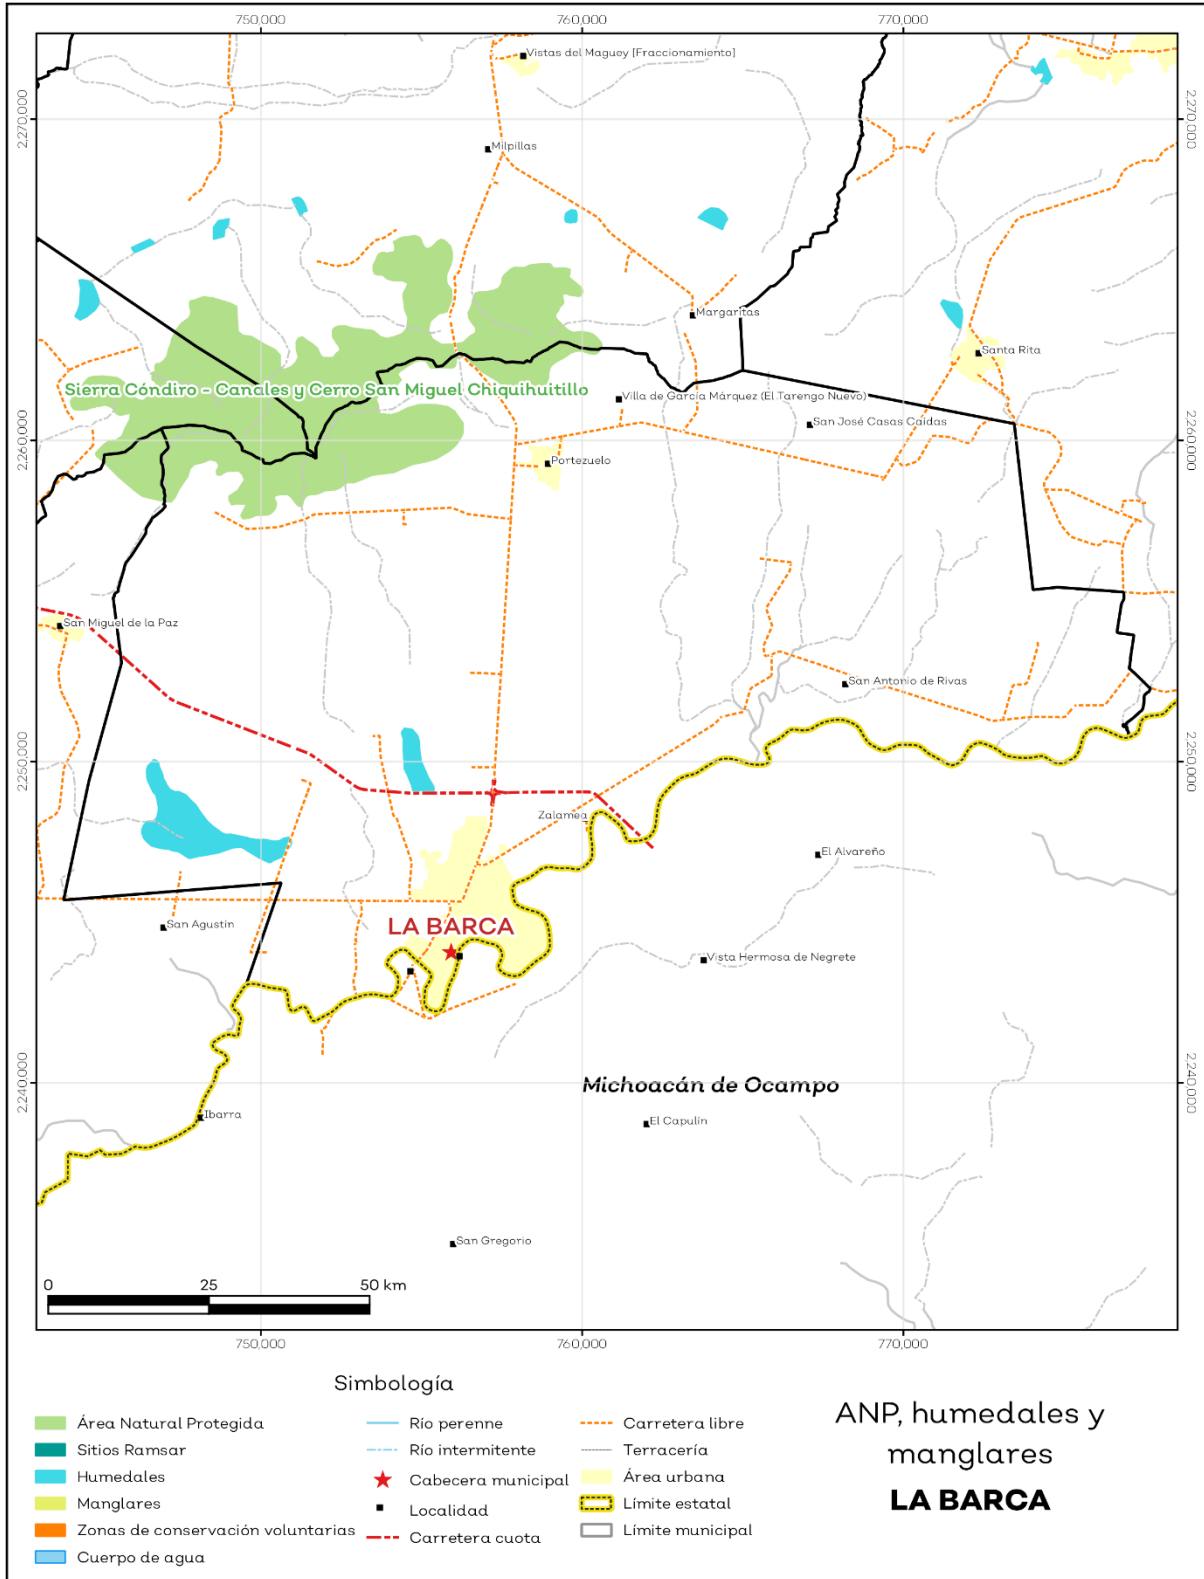 750,000
760,000
770,000
Vistas del Maguey [Fraccionamiento]
2,270,000
2,270,000
Milpillas
Margaritas
Santa Rita
Sierra Cóndiro - Canales y Cerro San Miguel Chiquihuitillo
Villa de García Márquez (El Tarengo Nuevo)
San José Casas Caídas
2,260,000
2,260,000
Portezuelo
San Miguel de la Paz
San Antonio de Rivas
2,250,000
2,250,000
Zalamea
El Alvareño
San Agustín
LA BARCA
Vista Hermosa de Negrete
2,240,000
2,240,000
Michoacán de Ocampo
Ibarra
El Capulín
San Gregorio
0
25
50 km
750,000
760,000
770,000
Simbología
Área Natural Protegida
Sitios Ramsar
Humedales
Manglares
Zonas de conservación voluntarias
Cuerpo de agua
Río perenne
Río intermitente
Cabecera municipal
Localidad
Carretera cuota
Carretera libre
Terracería
Área urbana
Límite estatal
Límite municipal
ANP, humedales y
manglares
LA BARCA